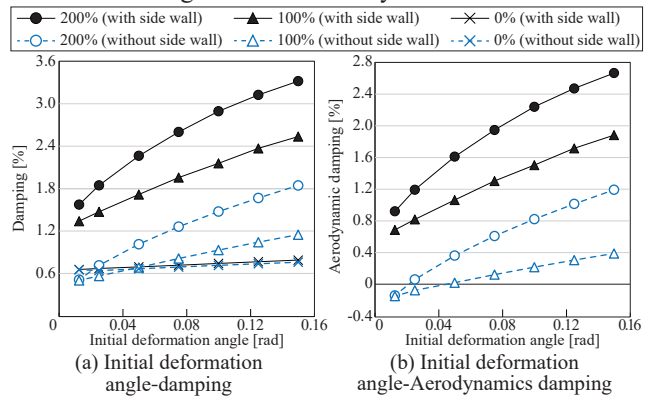 200% (with side wall) 100% (with side wall) 0% (with side wall)
200% (without side wall) 100% (without side wall) 0% (without side wall)
3.6
3.0
2.4
1.8
1.2
0.6
0 0.04 0.08 0.12 0.16
Damping [%]
Initial deformation angle [rad]
(a) Initial deformation
angle-damping
2.8
2.4
2.0
1.6
1.2
0.8
0.4
0
-0.4
0 0.04 0.08 0.12 0.16
Aerodynamic damping [%]
Initial deformation angle [rad]
(b) Initial deformation
angle-Aerodynamics damping